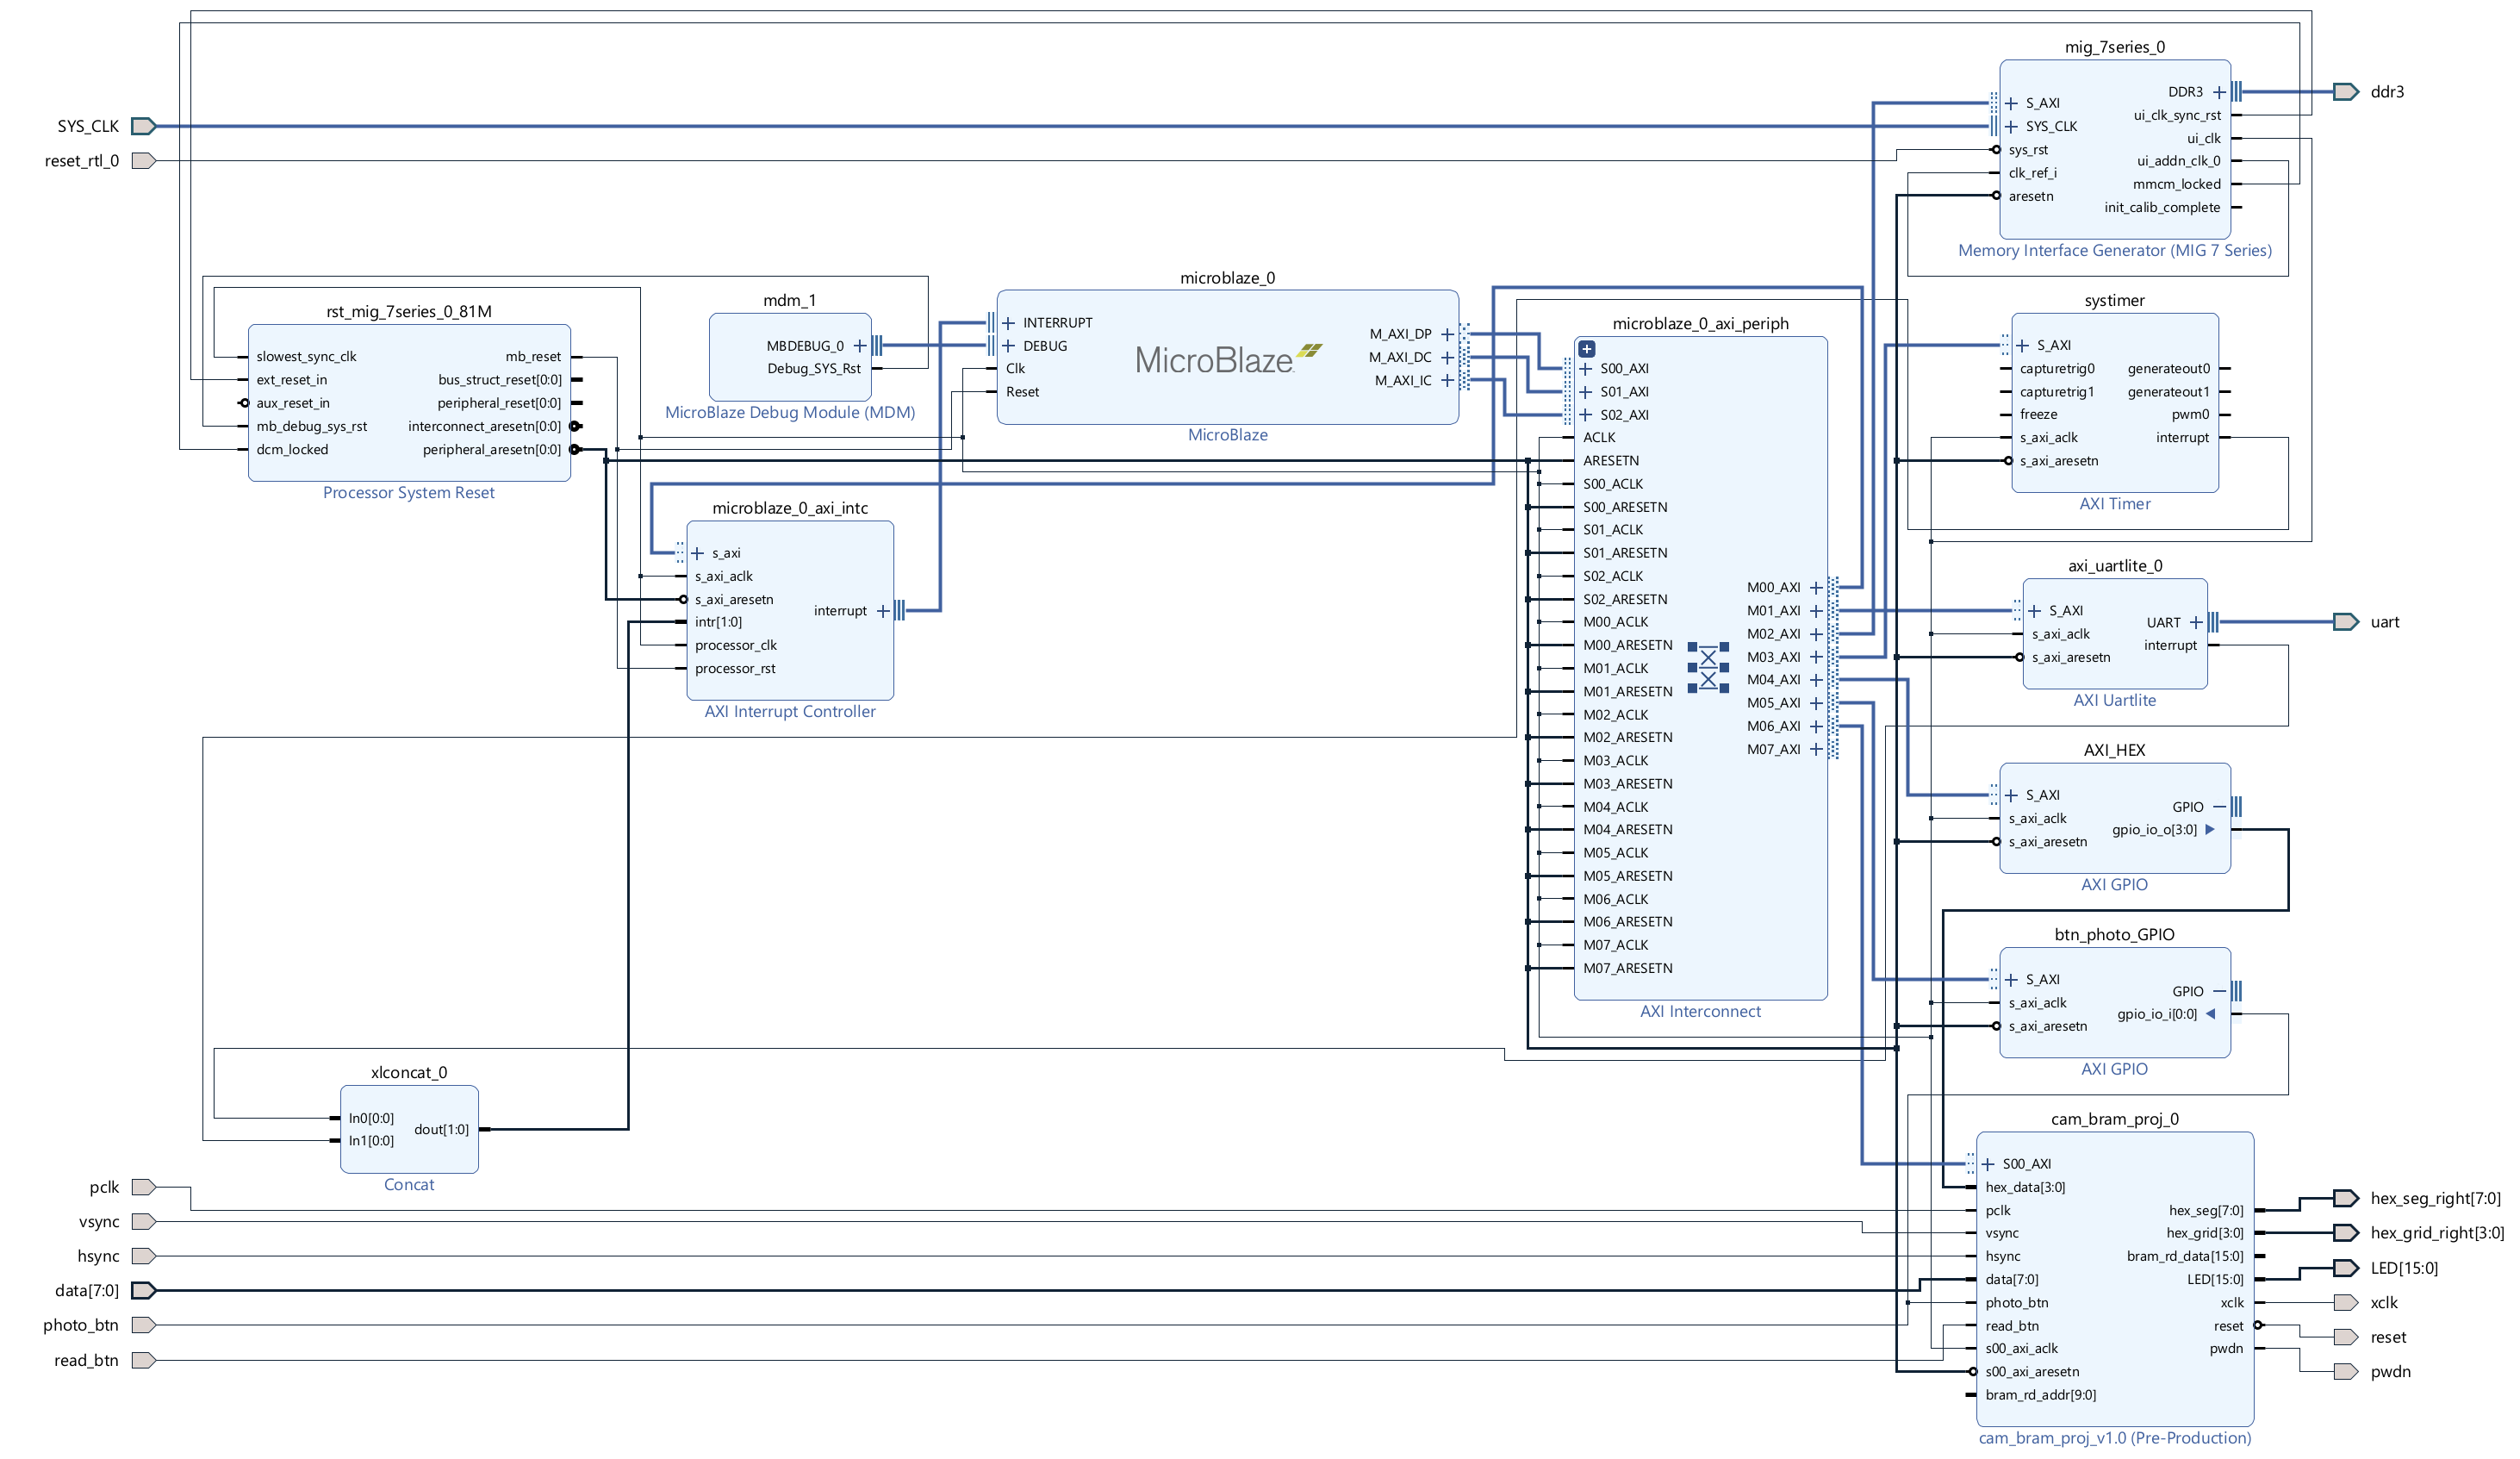 SYS_CLK
reset_rtl_0
pclk
vsync
hsync
data[7:0]
photo_btn
read_btn
rst_mig_7series_0_81M
slowest_sync_clk
ext_reset_in
aux_reset_in
mb_debug_sys_rst
dcm_locked
mb_reset
bus_struct_reset[0:0]
peripheral_reset[0:0]
interconnect_aresetn[0:0]
peripheral_aresetn[0:0]
Processor System Reset
mdm_1
MBDEBUG_0
Debug_SYS_Rst
MicroBlaze Debug Module (MDM)
microblaze_0
INTERRUPT
DEBUG
Clk
Reset
MicroBlaze
M_AXI_DP
M_AXI_DC
M_AXI_IC
MicroBlaze
microblaze_0_axi_intc
s_axi
s_axi_aclk
s_axi_aresetn
intr[1:0]
processor_clk
processor_rst
interrupt
AXI Interrupt Controller
xlconcat_0
In0[0:0]
In1[0:0]
dout[1:0]
Concat
microblaze_0_axi_periph
S00_AXI
S01_AXI
S02_AXI
ACLK
ARESETN
S00_ACLK
S00_ARESETN
S01_ACLK
S01_ARESETN
S02_ACLK
S02_ARESETN
M00_ACLK
M00_ARESETN
M01_ACLK
M01_ARESETN
M02_ACLK
M02_ARESETN
M03_ACLK
M03_ARESETN
M04_ACLK
M04_ARESETN
M05_ACLK
M05_ARESETN
M06_ACLK
M06_ARESETN
M07_ACLK
M07_ARESETN
M00_AXI
M01_AXI
M02_AXI
M03_AXI
M04_AXI
M05_AXI
M06_AXI
M07_AXI
AXI Interconnect
mig_7series_0
S_AXI
SYS_CLK
sys_rst
clk_ref_i
aresetn
DDR3
ui_clk_sync_rst
ui_clk
ui_addn_clk_0
mmcm_locked
init_calib_complete
Memory Interface Generator (MIG 7 Series)
systimer
S_AXI
capturetrig0
capturetrig1
freeze
s_axi_aclk
s_axi_aresetn
generateout0
generateout1
pwm0
interrupt
AXI Timer
axi_uartlite_0
S_AXI
s_axi_aclk
s_axi_aresetn
UART
interrupt
AXI Uartlite
AXI_HEX
S_AXI
s_axi_aclk
s_axi_aresetn
GPIO
gpio_io_o[3:0]
AXI GPIO
btn_photo_GPIO
S_AXI
s_axi_aclk
s_axi_aresetn
GPIO
gpio_io_i[0:0]
AXI GPIO
cam_bram_proj_0
S00_AXI
hex_data[3:0]
pclk
vsync
hsync
data[7:0]
photo_btn
read_btn
s00_axi_aclk
s00_axi_aresetn
bram_rd_addr[9:0]
hex_seg[7:0]
hex_grid[3:0]
bram_rd_data[15:0]
LED[15:0]
xclk
reset
pwdn
cam_bram_proj_v1.0 (Pre-Production)
ddr3
uart
hex_seg_right[7:0]
hex_grid_right[3:0]
LED[15:0]
xclk
reset
pwdn